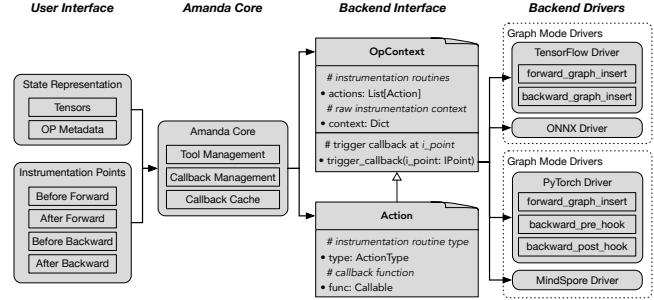 User Interface
Amanda Core
Backend Interface
Backend Drivers
State Representation
Tensors
OP Metadata
Instrumentation Points
Before Forward
After Forward
Before Backward
After Backward
Amanda Core
Tool Management
Callback Management
Callback Cache
OpContext
# instrumentation routines
• actions: List[Action]
# raw instrumentation context
• context: Dict
# trigger callback at i_point
• trigger_callback(i_point: IPoint)
Action
# instrumentation routine type
• type: ActionType
# callback function
• func: Callable
Graph Mode Drivers
TensorFlow Driver
forward_graph_insert
backward_graph_insert
ONNX Driver
Graph Mode Drivers
PyTorch Driver
forward_graph_insert
backward_pre_hook
backward_post_hook
MindSpore Driver